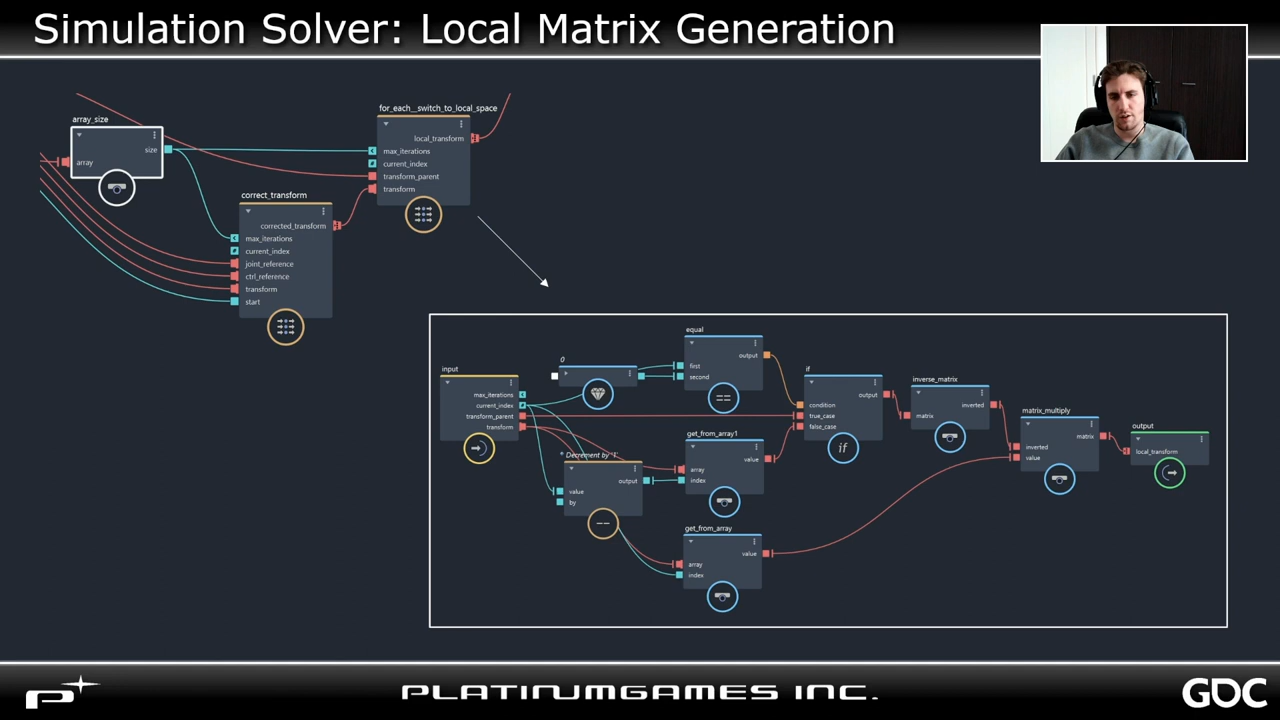 Simulation Solver: Local Matrix Generation
for_each__switch_to_local_space
local_transform
max_iterations
current_index
transform_parent
transform
array_size
size
array
correct_transform
corrected_transform
max_iterations
current_index
joint_reference
ctrl_reference
transform
start
input
max_iterations
current_index
transform_parent
transform
0
equal
output
first
second
* Decrement by '1'
output
value
by
get_from_array1
value
array
index
get_from_array
value
array
index
if
output
condition
true_case
false_case
if
inverse_matrix
inverted
matrix
matrix_multiply
matrix
inverted
value
output
local_transform
PLATINUMGAMES INC.
GDC